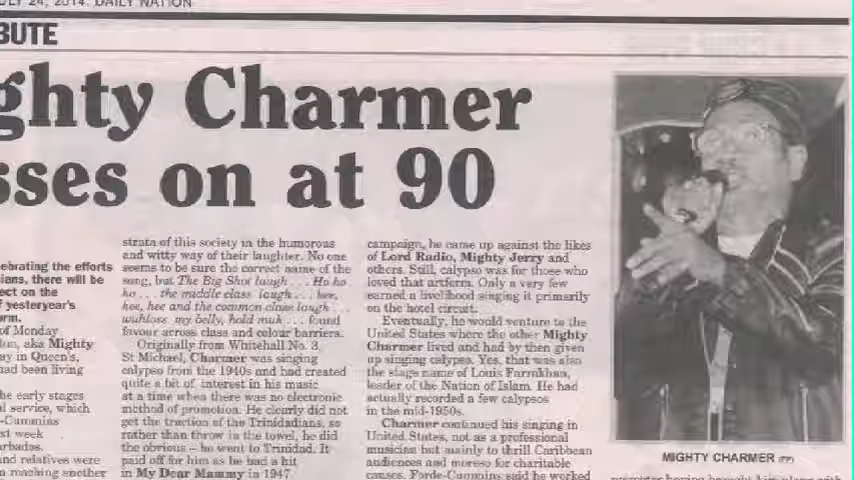 JULY 24, 2014. DAILY NATION
BUTE
ghty Charmer
sses on at 90
ebrating the efforts
ians, there will be
ect on the
f yesteryear's
rm.
of Monday
aka Mighty
ay in Queen's,
had been living
he early stages
l service, which
-Cummins
xt week
rbados.
nd relatives were
n reaching another
strata of this society in the humorous
and witty way of their laughter. No one
seems to be sure the correct name of the
song, but The Big Shot laugh . . . Ho ho
ho . . . the middle class laugh . . . hee,
hee, hee and the common class laugh . . .
wuhloss, my belly, hold muh . . . found
favour across class and colour barriers.
Originally from Whitehall No. 3,
St Michael, Charmer was singing
calypso from the 1940s and had created
quite a bit of interest in his music
at a time when there was no electronic
method of promotion. He clearly did not
get the traction of the Trinidadians, so
rather than throw in the towel, he did
the obvious – he went to Trinidad. It
paid off for him as he had a hit
in My Dear Mammy in 1947.
campaign, he came up against the likes
of Lord Radio, Mighty Jerry and
others. Still, calypso was for those who
loved that artform. Only a very few
earned a livelihood singing it primarily
on the hotel circuit.
Eventually, he would venture to the
United States where the other Mighty
Charmer lived and had by then given
up singing calypso. Yes, that was also
the stage name of Louis Farrakhan,
leader of the Nation of Islam. He had
actually recorded a few calypsos
in the mid-1950s.
Charmer continued his singing in
United States, not as a professional
musician but mainly to thrill Caribbean
audiences and moreso for charitable
causes. Forde-Cummins said he worked
MIGHTY CHARMER (FP)